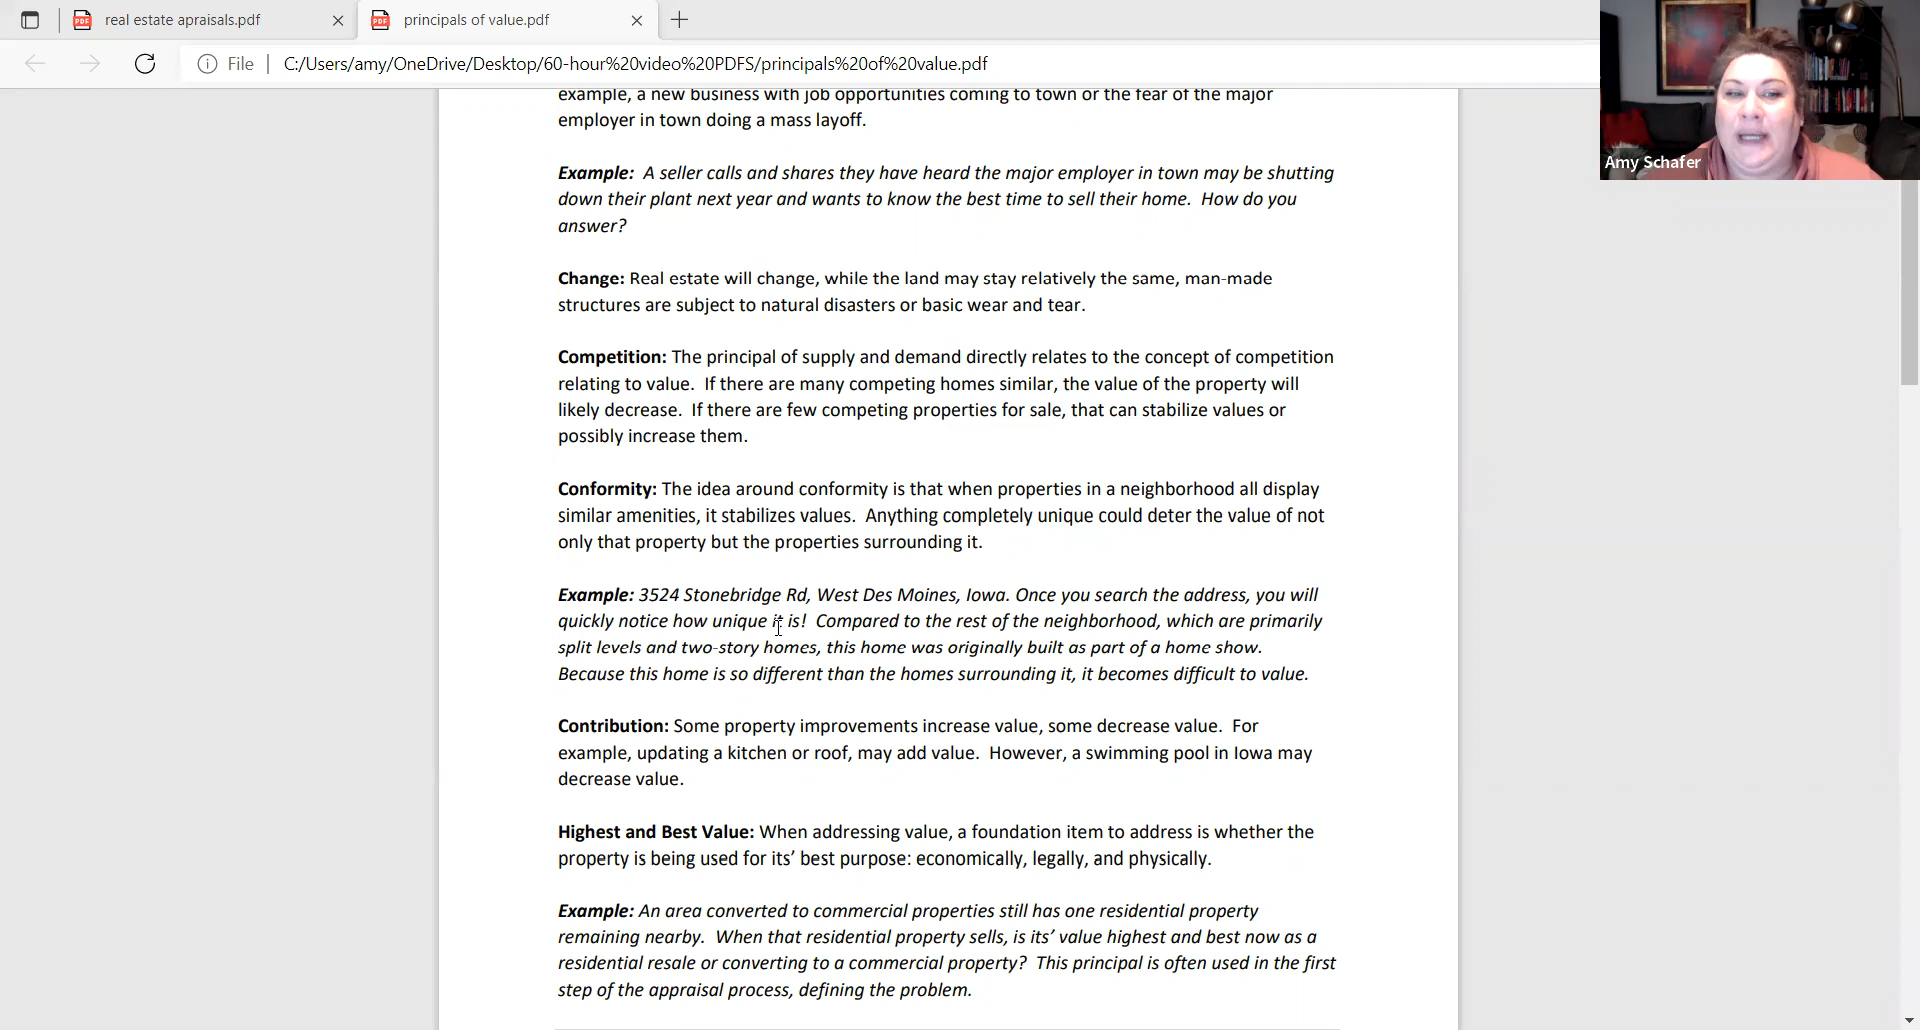 real estate apraisals.pdf
principals of value.pdf
File
C:/Users/amy/OneDrive/Desktop/60-hour%20video%20PDFS/principals%20of%20value.pdf
Amy Schafer
example, a new business with job opportunities coming to town or the fear of the major
employer in town doing a mass layoff.
Example: A seller calls and shares they have heard the major employer in town may be shutting
down their plant next year and wants to know the best time to sell their home. How do you
answer?
Change: Real estate will change, while the land may stay relatively the same, man-made
structures are subject to natural disasters or basic wear and tear.
Competition: The principal of supply and demand directly relates to the concept of competition
relating to value. If there are many competing homes similar, the value of the property will
likely decrease. If there are few competing properties for sale, that can stabilize values or
possibly increase them.
Conformity: The idea around conformity is that when properties in a neighborhood all display
similar amenities, it stabilizes values. Anything completely unique could deter the value of not
only that property but the properties surrounding it.
Example: 3524 Stonebridge Rd, West Des Moines, Iowa. Once you search the address, you will
quickly notice how unique it is! Compared to the rest of the neighborhood, which are primarily
split levels and two-story homes, this home was originally built as part of a home show.
Because this home is so different than the homes surrounding it, it becomes difficult to value.
Contribution: Some property improvements increase value, some decrease value. For
example, updating a kitchen or roof, may add value. However, a swimming pool in Iowa may
decrease value.
Highest and Best Value: When addressing value, a foundation item to address is whether the
property is being used for its’ best purpose: economically, legally, and physically.
Example: An area converted to commercial properties still has one residential property
remaining nearby. When that residential property sells, is its’ value highest and best now as a
residential resale or converting to a commercial property? This principal is often used in the first
step of the appraisal process, defining the problem.